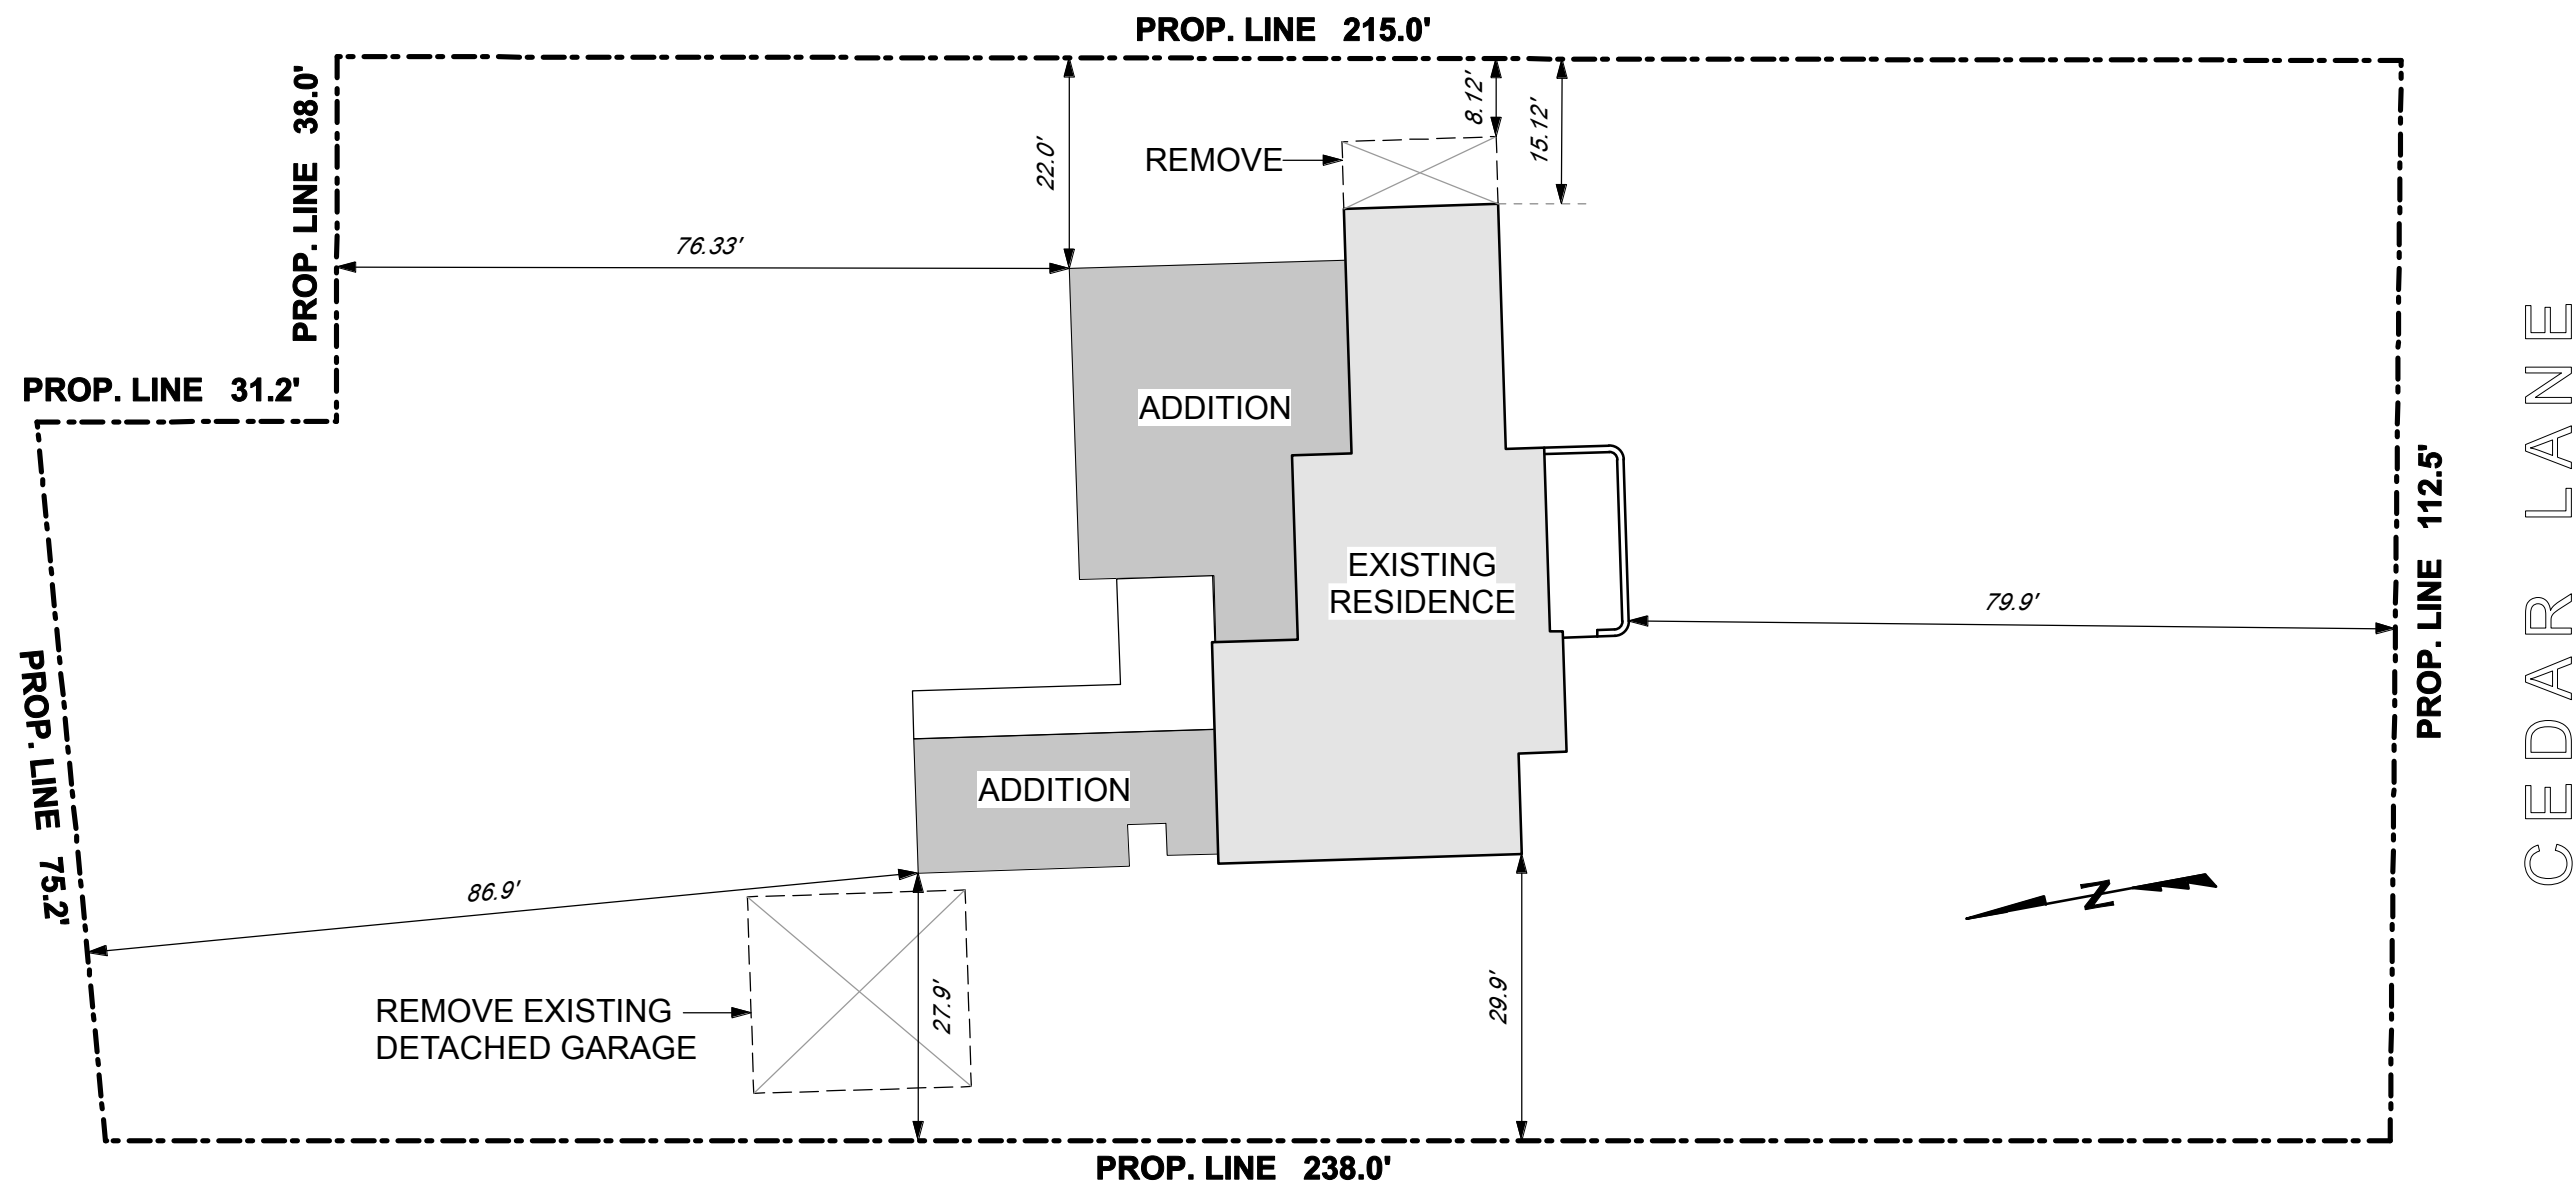 PROP. LINE 215.0'
PROP. LINE 38.0'
8.12'
15.12'
22.0'
REMOVE
76.33'
PROP. LINE 31.2'
ADDITION
EXISTING
RESIDENCE
79.9'
PROP. LINE 112.5'
CEDAR LANE
PROP. LINE 75.2'
ADDITION
86.9'
27.9'
29.9'
N
REMOVE EXISTING
DETACHED GARAGE
PROP. LINE 238.0'